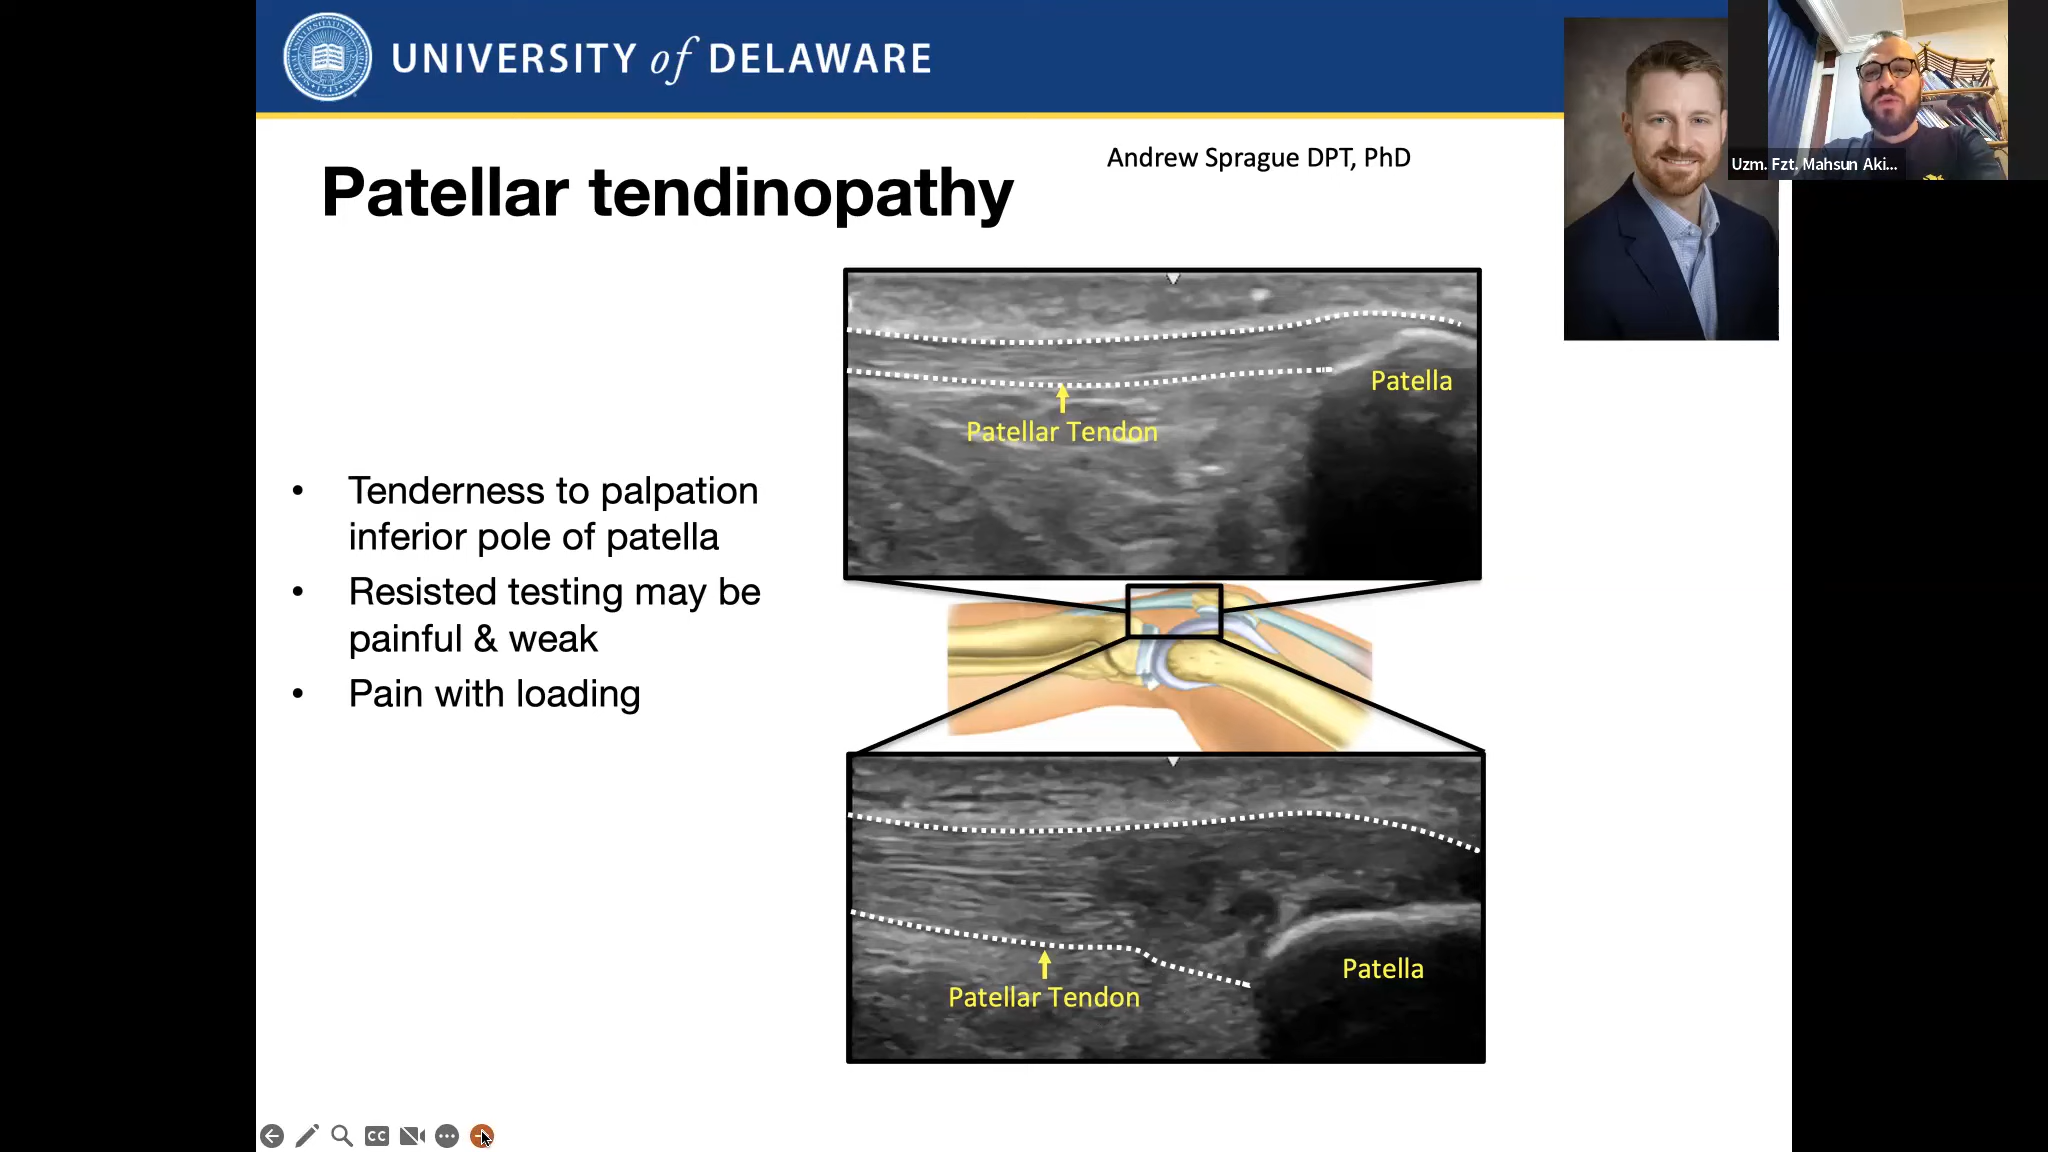 UNIVERSITY of DELAWARE
Andrew Sprague DPT, PhD
Uzm. Fzt. Mahsun Aki...
Patellar tendinopathy
• Tenderness to palpation
inferior pole of patella
• Resisted testing may be
painful & weak
• Pain with loading
Patella
Patellar Tendon
Patella
Patellar Tendon
CC